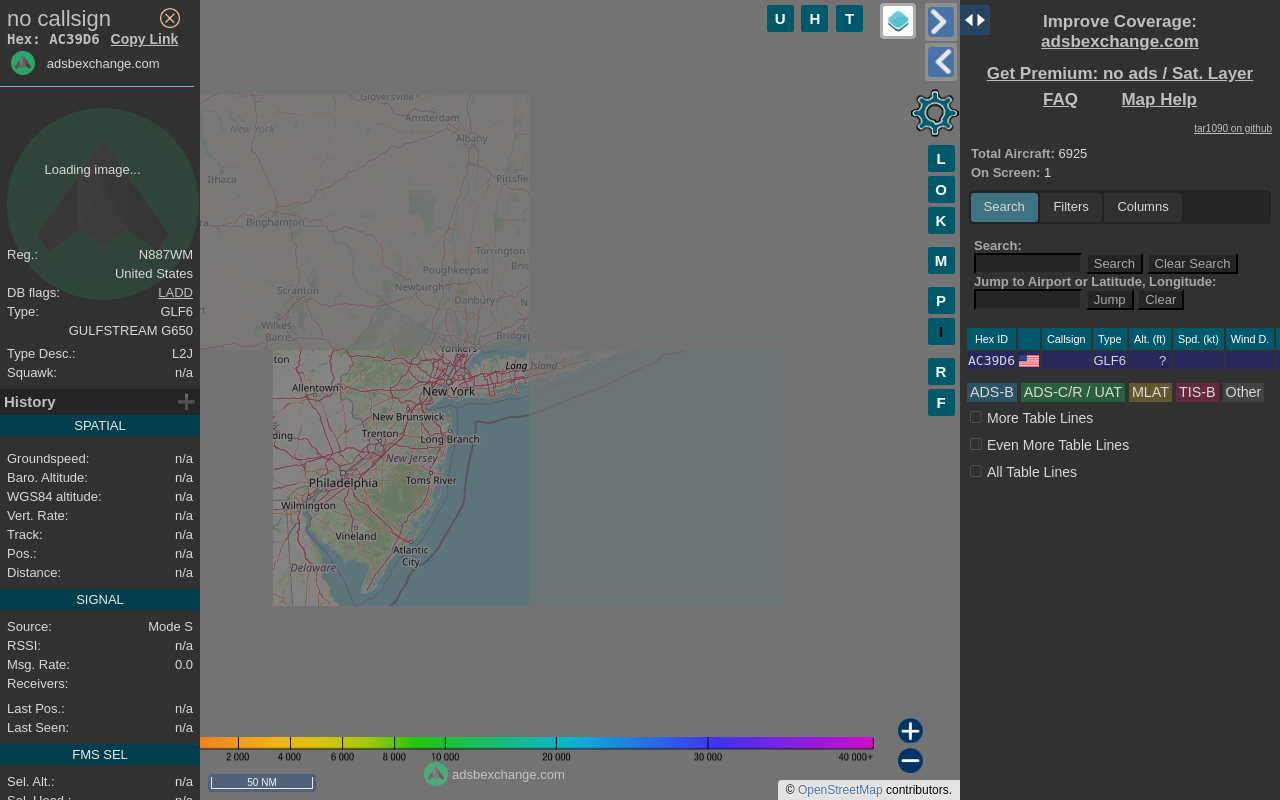 no callsign
Hex: AC39D6 Copy Link
adsbexchange.com
Loading image...
Reg.: N887WM
United States
DB flags: LADD
Type: GLF6
GULFSTREAM G650
Type Desc.: L2J
Squawk: n/a
History
SPATIAL
Groundspeed: n/a
Baro. Altitude: n/a
WGS84 altitude: n/a
Vert. Rate: n/a
Track: n/a
Pos.: n/a
Distance: n/a
SIGNAL
Source: Mode S
RSSI: n/a
Msg. Rate: 0.0
Receivers:
Last Pos.: n/a
Last Seen: n/a
FMS SEL
Sel. Alt.: n/a
Sel. Head.: n/a
U H T
L
O
K
M
P
I
R
F
Gloversville
Amsterdam
New York
Albany
Ithaca
Pittsfie
Binghamton
Torrington
Poughkeepsie
Bris
Scranton
Newburgh
Danbury
N
Wilkes-
Barre
Bridgep
Yonkers
ton
Long Island
Allentown
New York
New Brunswick
ding
Trenton
Long Branch
New Jersey
Philadelphia
Toms River
Wilmington
Vineland
Atlantic
City
Delaware
2 000 4 000 6 000 8 000 10 000 20 000 30 000 40 000+
50 NM
adsbexchange.com
© OpenStreetMap contributors.
Improve Coverage:
adsbexchange.com
Get Premium: no ads / Sat. Layer
FAQ Map Help
tar1090 on github
Total Aircraft: 6925
On Screen: 1
Search Filters Columns
Search:
Search Clear Search
Jump to Airport or Latitude, Longitude:
Jump Clear
Hex ID Callsign Type Alt. (ft) Spd. (kt) Wind D.
AC39D6 GLF6 ?
ADS-B ADS-C/R / UAT MLAT TIS-B Other
More Table Lines
Even More Table Lines
All Table Lines